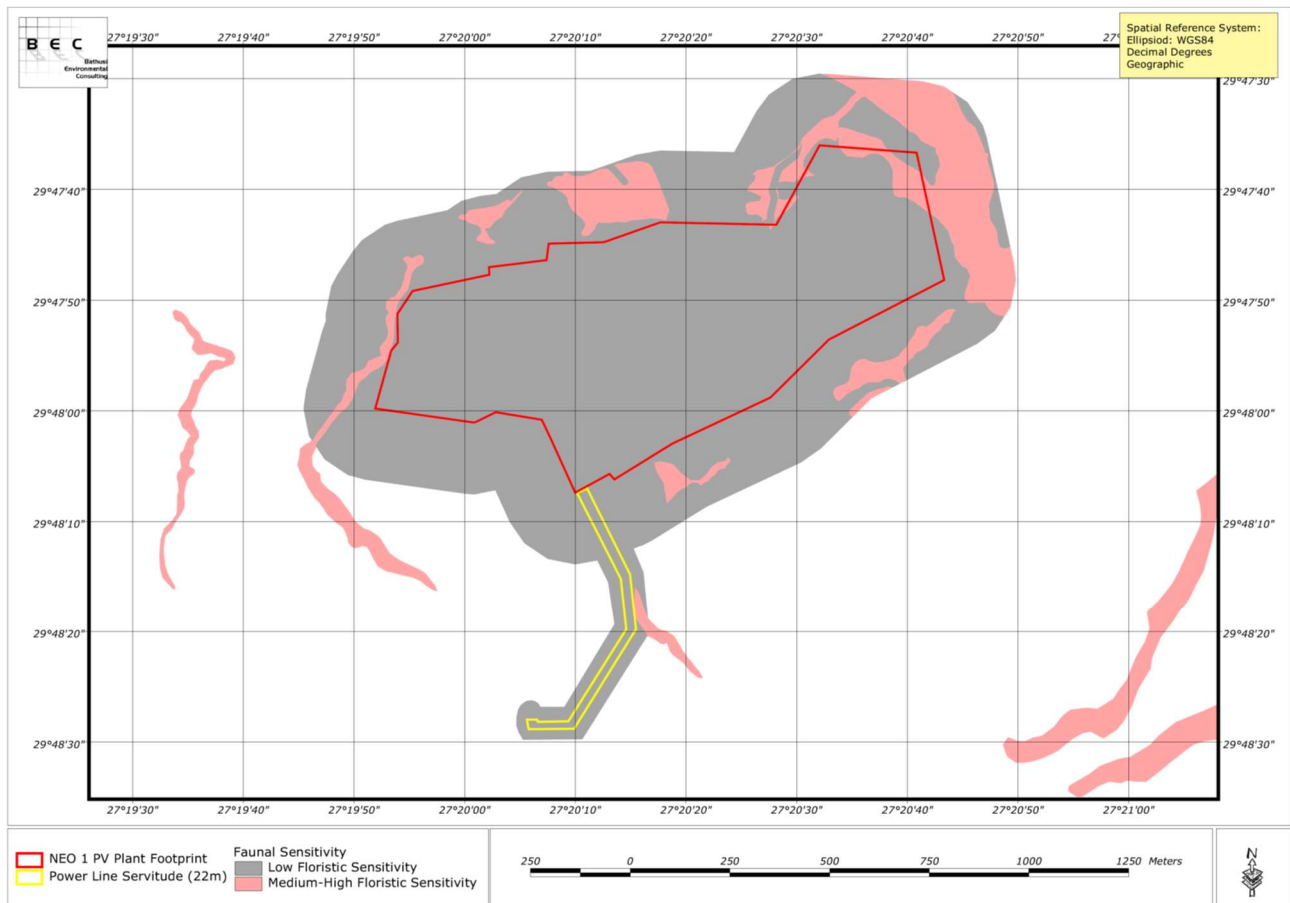 B E C
Bathusi
Environmental
Consulting
27°19'30" 27°19'40" 27°19'50" 27°20'00" 27°20'10" 27°20'20" 27°20'30" 27°20'40" 27°20'50"
Spatial Reference System:
Ellipsiod: WGS84
Decimal Degrees
Geographic
29°47'30"
29°47'40" 29°47'40"
29°47'50" 29°47'50"
29°48'00" 29°48'00"
29°48'10" 29°48'10"
29°48'20" 29°48'20"
29°48'30" 29°48'30"
27°19'30" 27°19'40" 27°19'50" 27°20'00" 27°20'10" 27°20'20" 27°20'30" 27°20'40" 27°20'50" 27°21'00"
NEO 1 PV Plant Footprint
Power Line Servitude (22m)
Faunal Sensitivity
Low Floristic Sensitivity
Medium-High Floristic Sensitivity
250 0 250 500 750 1000 1250 Meters
N